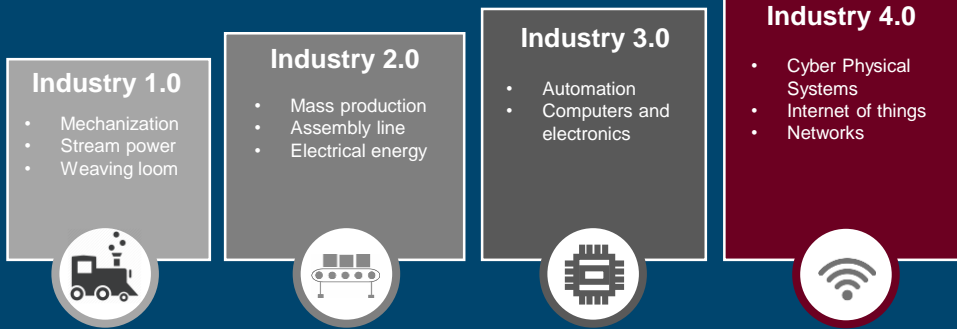 Industry 1.0
• Mechanization
• Stream power
• Weaving loom
Industry 2.0
• Mass production
• Assembly line
• Electrical energy
Industry 3.0
• Automation
• Computers and
electronics
Industry 4.0
• Cyber Physical
Systems
• Internet of things
• Networks